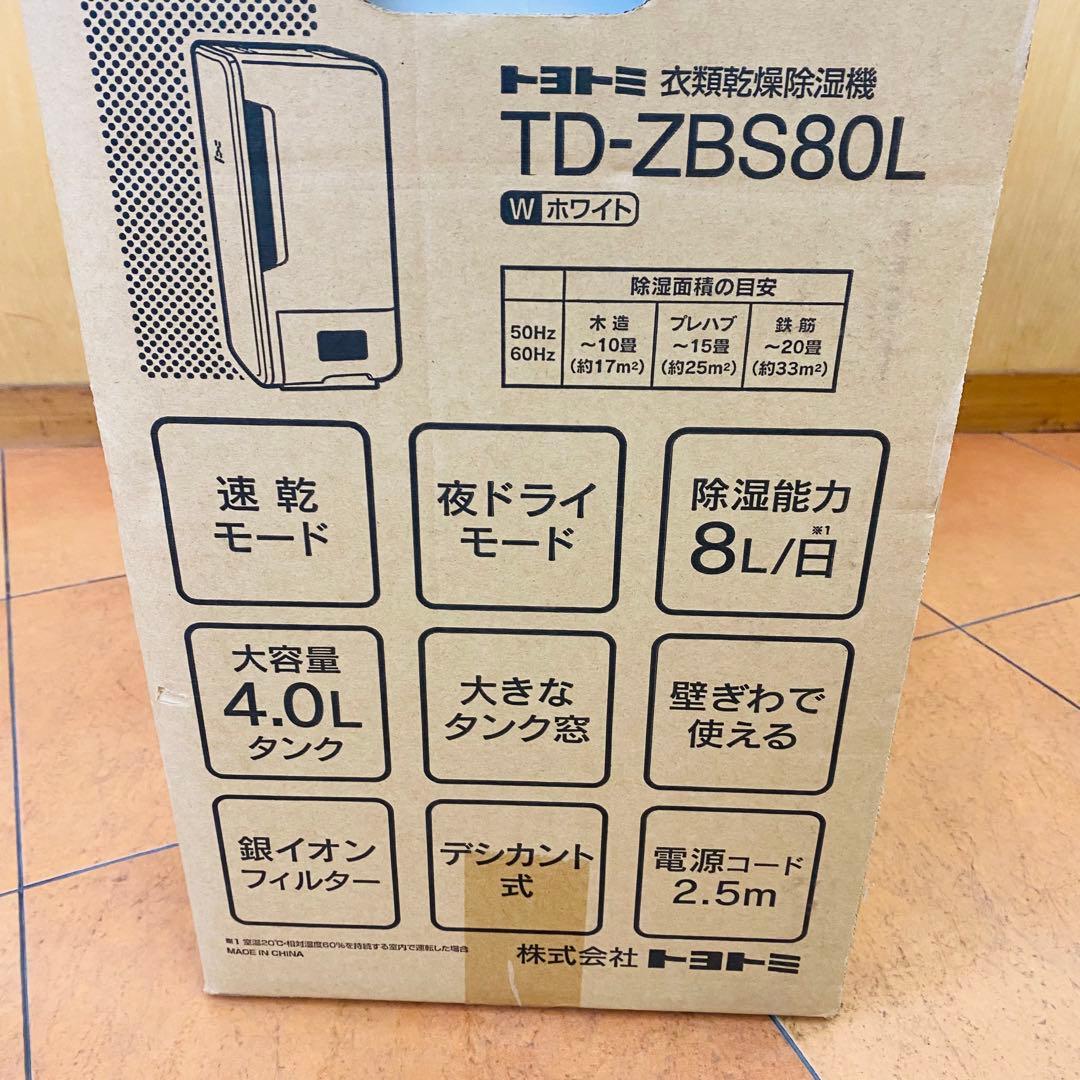 トヨトミ 衣類乾燥除湿機
TD-ZBS80L
W ホワイト
除湿面積の目安
50Hz
60Hz
木造
～10畳
(約17m²)
プレハブ
～15畳
(約25m²)
鉄筋
～20畳
(約33m²)
速乾
モード
夜ドライ
モード
除湿能力
8L/日※1
大容量
4.0L
タンク
大きな
タンク窓
壁ぎわで
使える
銀イオン
フィルター
デシカント
式
電源コード
2.5m
※1 室温20℃・相対湿度60%を持続する室内で運転した場合
MADE IN CHINA
株式会社 トヨトミ